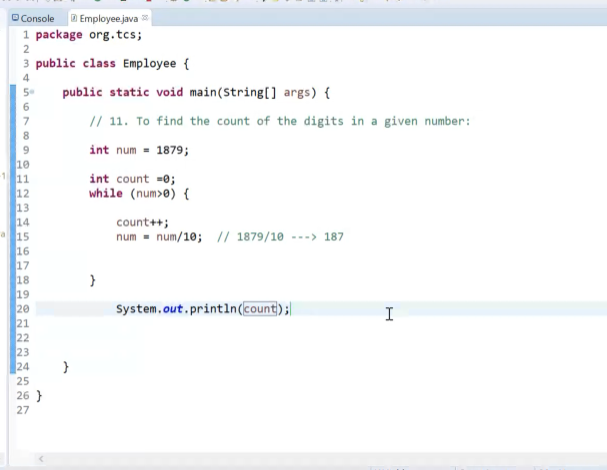 Console Employee.java
1 package org.tcs;
2
3 public class Employee {
4
5 public static void main(String[] args) {
6
7 // 11. To find the count of the digits in a given number:
8
9 int num = 1879;
10
11 int count =0;
12 while (num>0) {
13
14 count++;
15 num = num/10; // 1879/10 ---> 187
16
17
18 }
19
20 System.out.println(count);
21
22
23
24 }
25
26 }
27